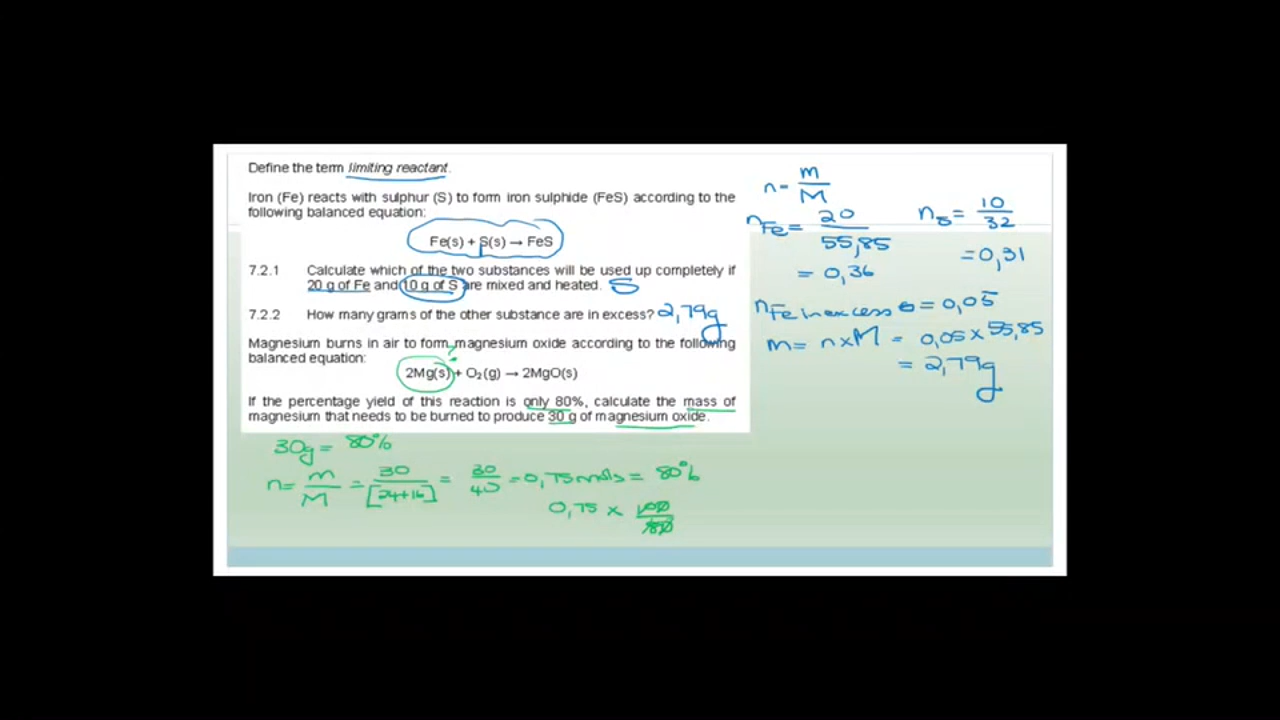 Define the term limiting reactant.
Iron (Fe) reacts with sulphur (S) to form iron sulphide (FeS) according to the
following balanced equation:
Fe(s) + S(s) → FeS
7.2.1 Calculate which of the two substances will be used up completely if
20 g of Fe and 10 g of S are mixed and heated. S
7.2.2 How many grams of the other substance are in excess? 2,79g
Magnesium burns in air to form magnesium oxide according to the following
balanced equation:
?
2Mg(s) + O₂(g) → 2MgO(s)
If the percentage yield of this reaction is only 80%, calculate the mass of
magnesium that needs to be burned to produce 30 g of magnesium oxide.
30g = 80%
n = m/M = 30/[24+16] = 30/40 = 0,75mols = 80%
0,75 × 100/80
n = m/M
nFe = 20/55,85
= 0,36
nS = 10/32
= 0,31
nFe in excess = 0,05
m = n×M = 0,05 × 55,85
= 2,79g